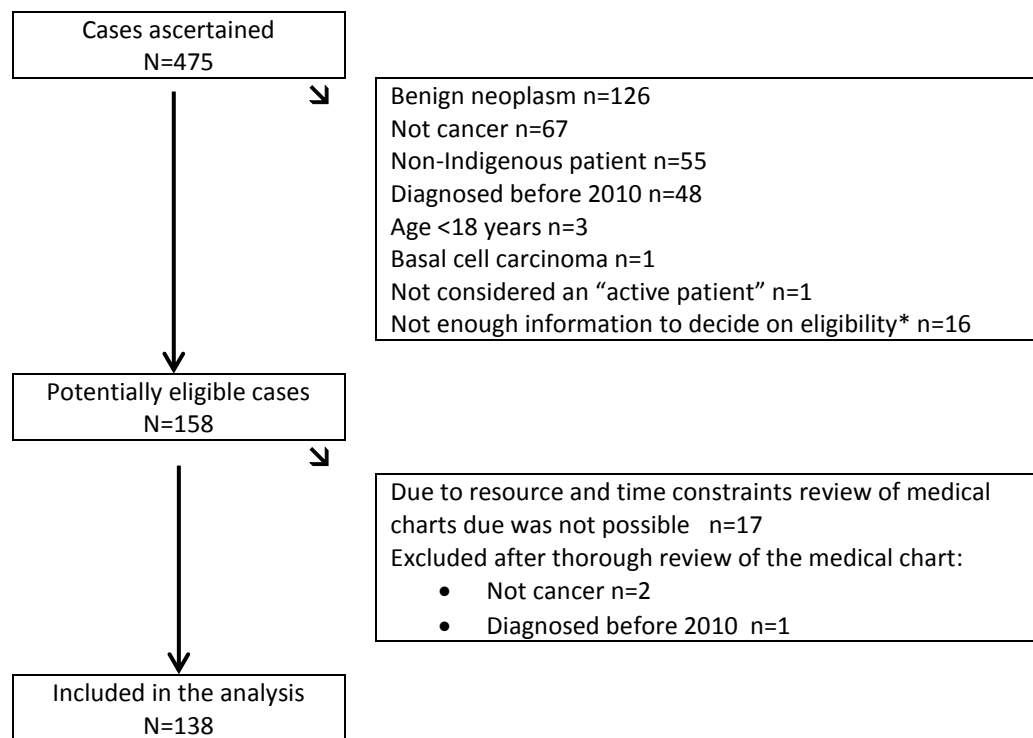 Cases ascertained
N=475
Benign neoplasm n=126
Not cancer n=67
Non-Indigenous patient n=55
Diagnosed before 2010 n=48
Age <18 years n=3
Basal cell carcinoma n=1
Not considered an “active patient” n=1
Not enough information to decide on eligibility* n=16
Potentially eligible cases
N=158
Due to resource and time constraints review of medical
charts due was not possible n=17
Excluded after thorough review of the medical chart:
• Not cancer n=2
• Diagnosed before 2010 n=1
Included in the analysis
N=138